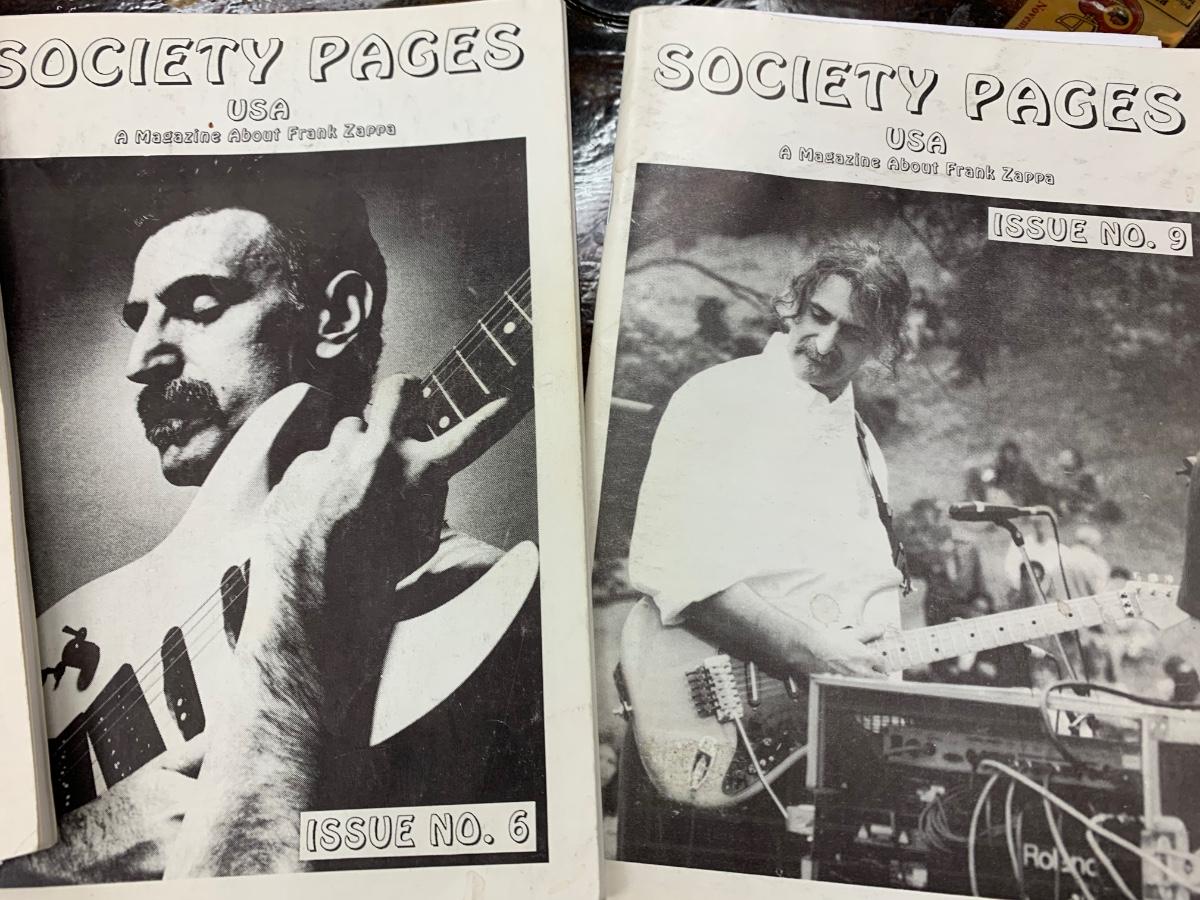 SOCIETY PAGES
USA
A Magazine About Frank Zappa
ISSUE NO. 6
SOCIETY PAGES
USA
A Magazine About Frank Zappa
ISSUE NO. 9
Roland